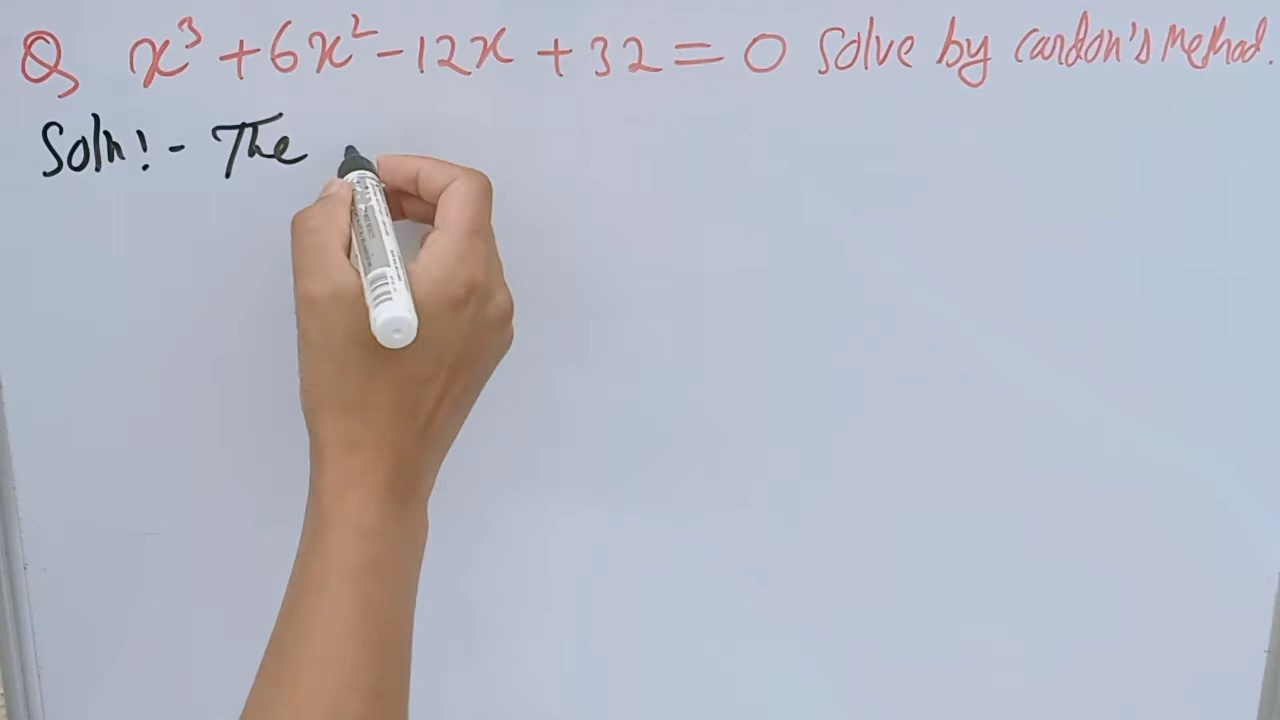 Q x³ + 6x² - 12x + 32 = 0 solve by cardon's Method.
Soln! - The